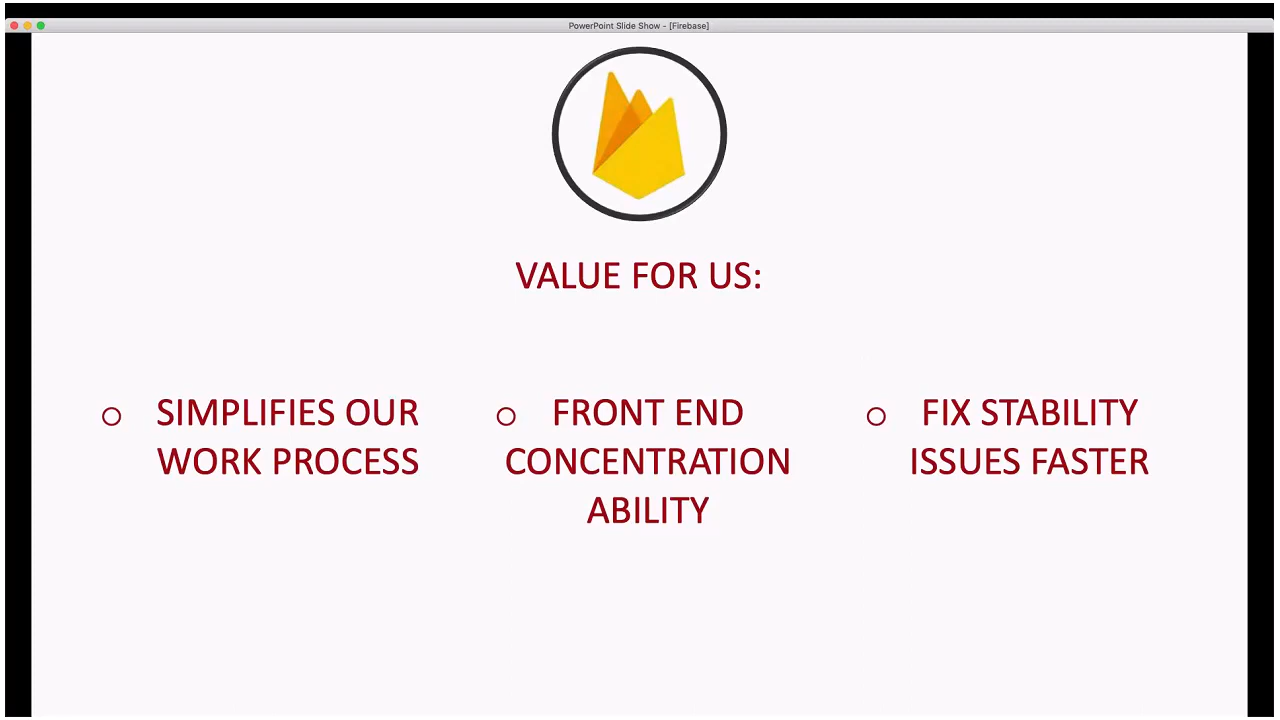 PowerPoint Slide Show - [Firebase]
VALUE FOR US:
○ SIMPLIFIES OUR
WORK PROCESS
○ FRONT END
CONCENTRATION
ABILITY
○ FIX STABILITY
ISSUES FASTER